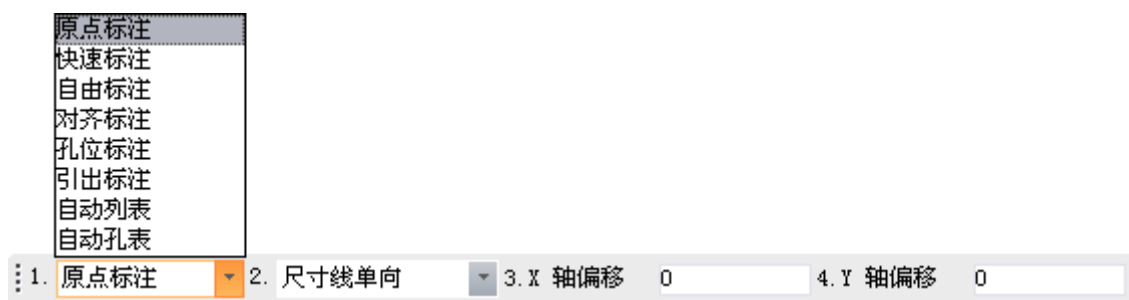 原点标注
快速标注
自由标注
对齐标注
孔位标注
引出标注
自动列表
自动孔表
1. 原点标注 2. 尺寸线单向 3.X 轴偏移 0 4.Y 轴偏移 0